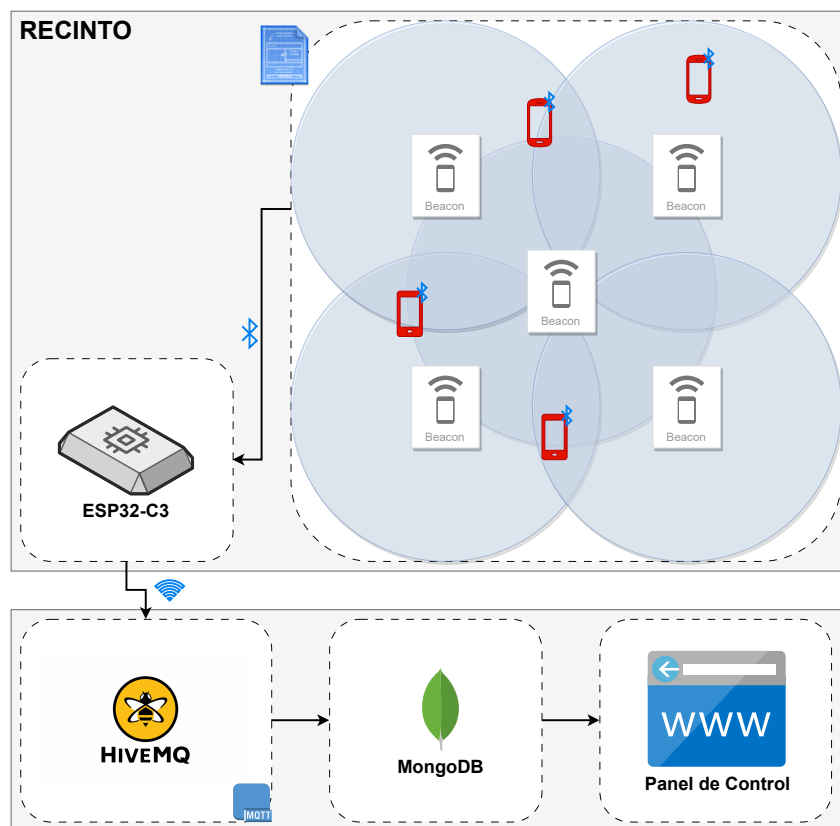 RECINTO
Beacon
Beacon
Beacon
Beacon
Beacon
ESP32-C3
HIVEMQ
MQTT
MongoDB
WWW
Panel de Control